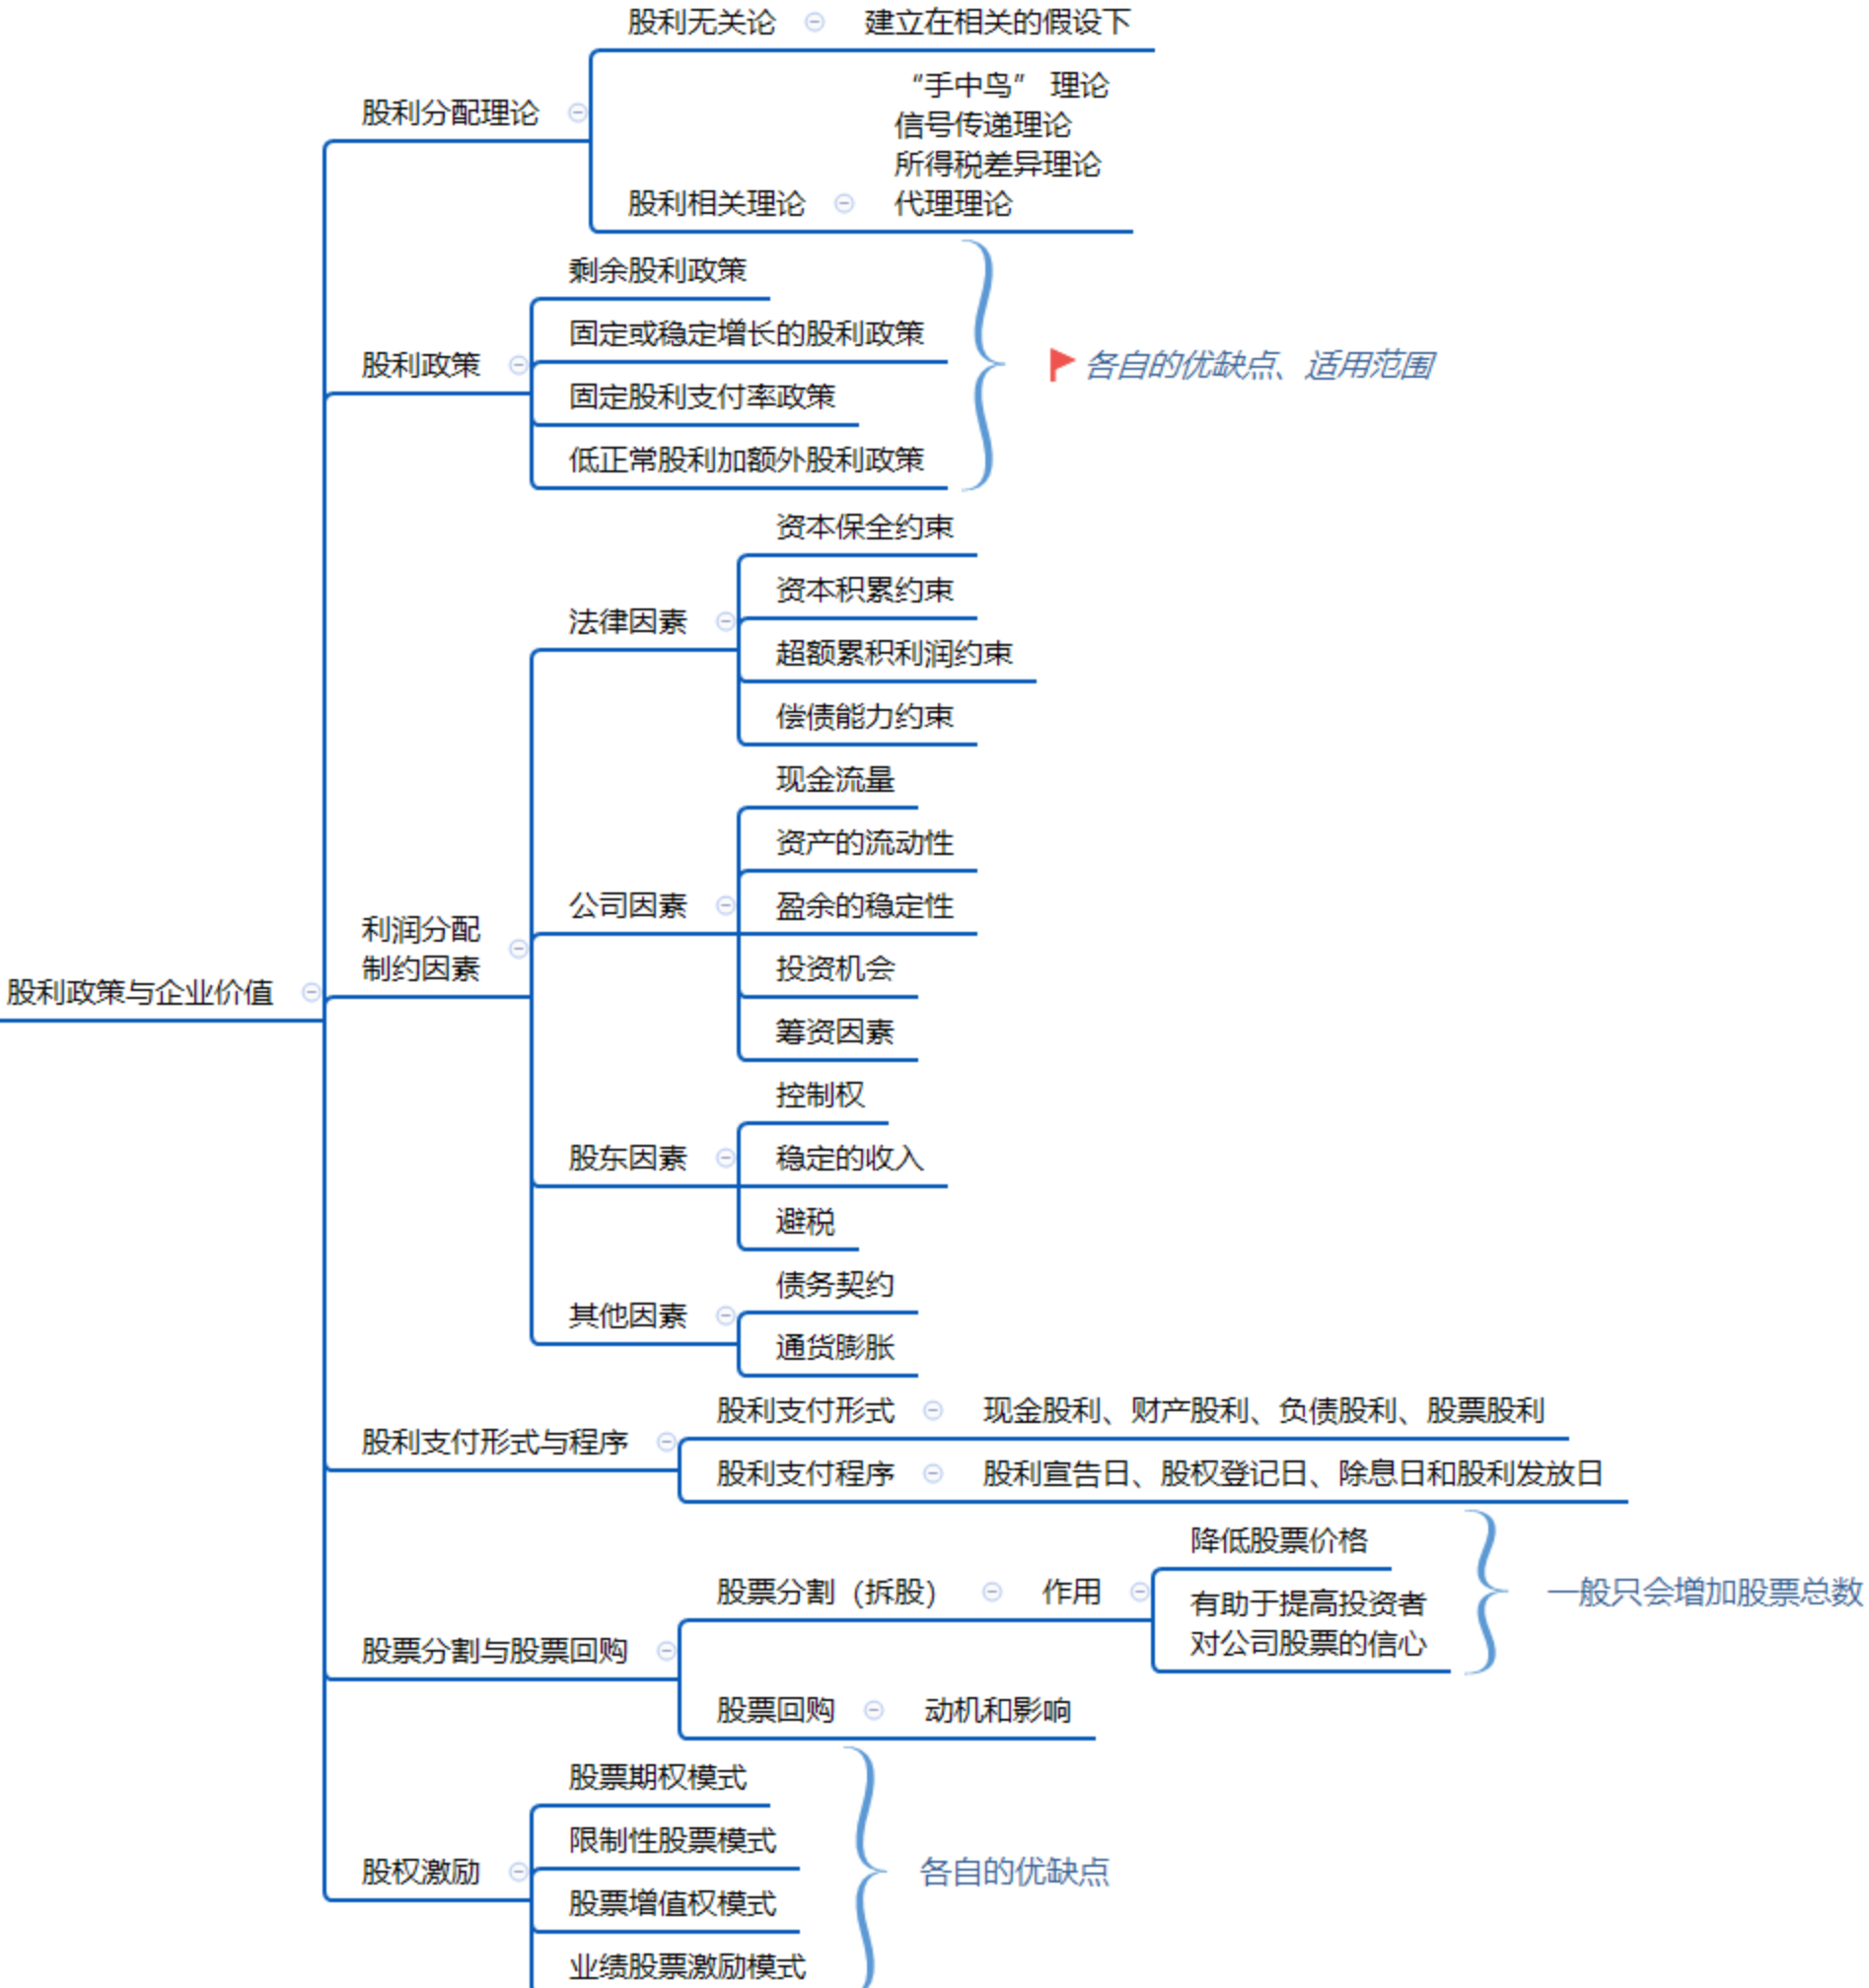 股利无关论 建立在相关的假设下
“手中鸟” 理论
信号传递理论
股利分配理论
所得税差异理论
股利相关理论 代理理论
剩余股利政策
固定或稳定增长的股利政策
股利政策 各自的优缺点、适用范围
固定股利支付率政策
低正常股利加额外股利政策
资本保全约束
资本积累约束
法律因素
超额累积利润约束
偿债能力约束
现金流量
资产的流动性
公司因素 盈余的稳定性
利润分配
制约因素
投资机会
股利政策与企业价值
筹资因素
控制权
股东因素 稳定的收入
避税
债务契约
其他因素
通货膨胀
股利支付形式 现金股利、财产股利、负债股利、股票股利
股利支付形式与程序
股利支付程序 股利宣告日、股权登记日、除息日和股利发放日
降低股票价格
股票分割（拆股） 作用 一般只会增加股票总数
有助于提高投资者
对公司股票的信心
股票分割与股票回购
股票回购 动机和影响
股票期权模式
限制性股票模式
股权激励 各自的优缺点
股票增值权模式
业绩股票激励模式